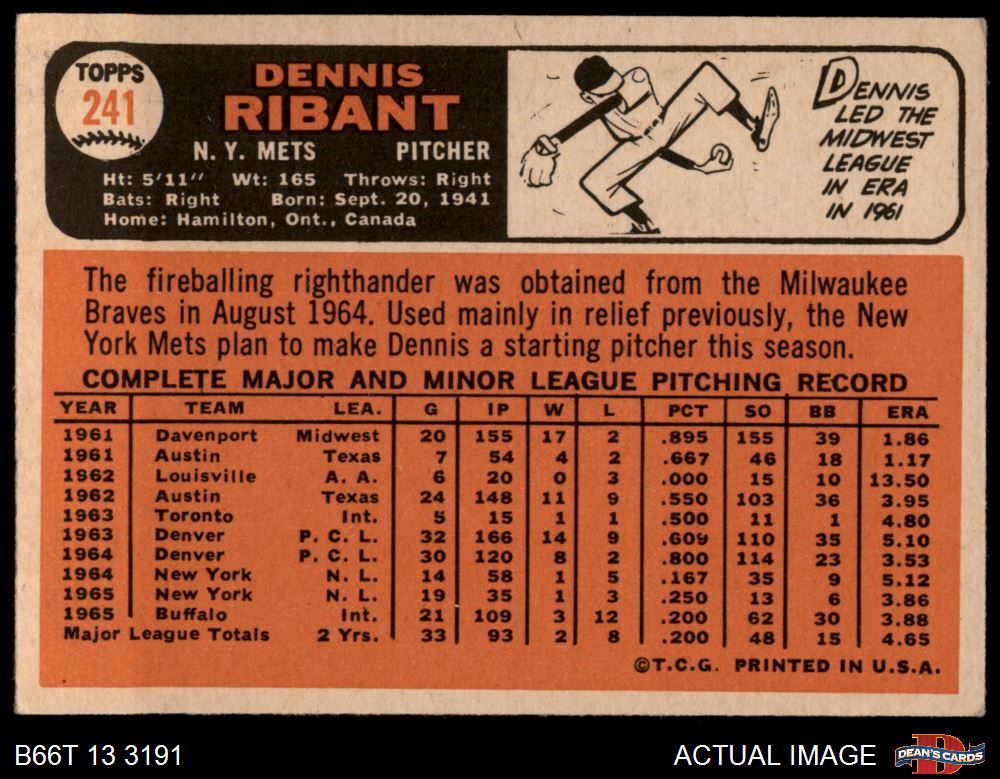 TOPPS
241
DENNIS
RIBANT
N. Y. METS PITCHER
Ht: 5'11" Wt: 165 Throws: Right
Bats: Right Born: Sept. 20, 1941
Home: Hamilton, Ont., Canada
DENNIS
LED THE
MIDWEST
LEAGUE
IN ERA
IN 1961
The fireballing righthander was obtained from the Milwaukee
Braves in August 1964. Used mainly in relief previously, the New
York Mets plan to make Dennis a starting pitcher this season.
COMPLETE MAJOR AND MINOR LEAGUE PITCHING RECORD
YEAR TEAM LEA. G IP W L PCT SO BB ERA
1961 Davenport Midwest 20 155 17 2 .895 155 39 1.86
1961 Austin Texas 7 54 4 2 .667 46 18 1.17
1962 Louisville A. A. 6 20 0 3 .000 15 10 13.50
1962 Austin Texas 24 148 11 9 .550 103 36 3.95
1963 Toronto Int. 5 15 1 1 .500 11 1 4.80
1963 Denver P. C. L. 32 166 14 9 .609 110 35 5.10
1964 Denver P. C. L. 30 120 8 2 .800 114 23 3.53
1964 New York N. L. 14 58 1 5 .167 35 9 5.12
1965 New York N. L. 19 35 1 3 .250 13 6 3.86
1965 Buffalo Int. 21 109 3 12 .200 62 30 3.88
Major League Totals 2 Yrs. 33 93 2 8 .200 48 15 4.65
©T.C.G. PRINTED IN U.S.A.
B66T 13 3191
ACTUAL IMAGE
DEAN'S CARDS